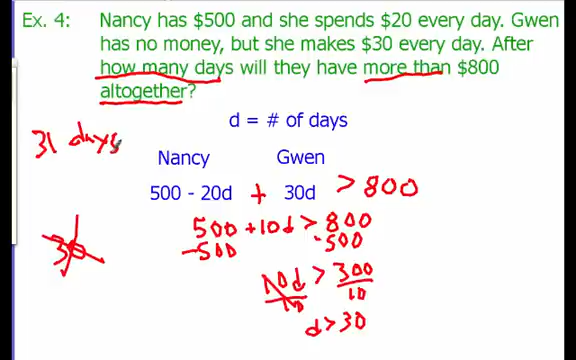 Ex. 4: Nancy has $500 and she spends $20 every day. Gwen
has no money, but she makes $30 every day. After
how many days will they have more than $800
altogether?
d = # of days
31 days
Nancy Gwen
500 - 20d + 30d > 800
500 + 10d > 800
-500 -500
30
10d > 300
10 10
d > 30